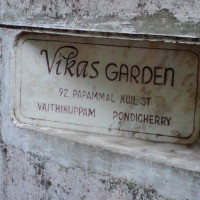 Vikas GARDEN
92 PAPAMMAL KOIL ST
VAITHIKUPPAM PONDICHERRY